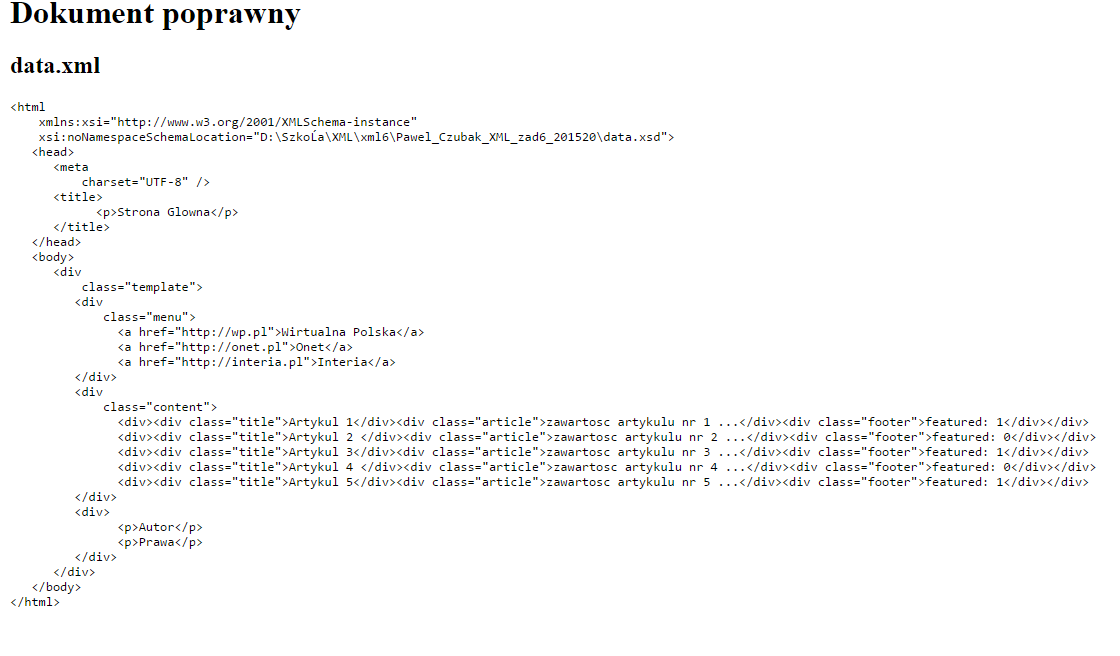 Dokument poprawny
data.xml
<html
xmlns:xsi="http://www.w3.org/2001/XMLSchema-instance"
xsi:noNamespaceSchemaLocation="D:\SzkoĹa\XML\xml6\Pawel_Czubak_XML_zad6_201520\data.xsd">
<head>
<meta
charset="UTF-8" />
<title>
<p>Strona Glowna</p>
</title>
</head>
<body>
<div
class="template">
<div
class="menu">
<a href="http://wp.pl">Wirtualna Polska</a>
<a href="http://onet.pl">Onet</a>
<a href="http://interia.pl">Interia</a>
</div>
<div
class="content">
<div><div class="title">Artykul 1</div><div class="article">zawartosc artykulu nr 1 ...</div><div class="footer">featured: 1</div></div>
<div><div class="title">Artykul 2 </div><div class="article">zawartosc artykulu nr 2 ...</div><div class="footer">featured: 0</div></div>
<div><div class="title">Artykul 3</div><div class="article">zawartosc artykulu nr 3 ...</div><div class="footer">featured: 1</div></div>
<div><div class="title">Artykul 4 </div><div class="article">zawartosc artykulu nr 4 ...</div><div class="footer">featured: 0</div></div>
<div><div class="title">Artykul 5</div><div class="article">zawartosc artykulu nr 5 ...</div><div class="footer">featured: 1</div></div>
</div>
<div>
<p>Autor</p>
<p>Prawa</p>
</div>
</div>
</body>
</html>